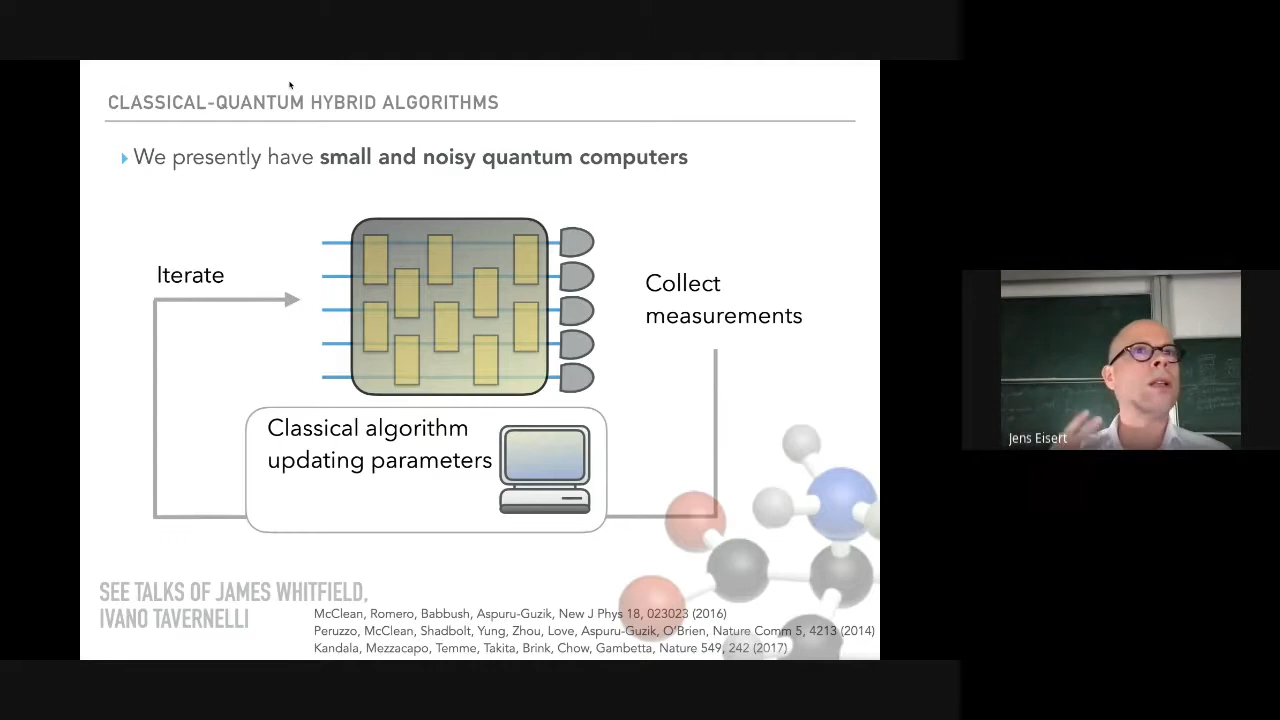 CLASSICAL-QUANTUM HYBRID ALGORITHMS
We presently have small and noisy quantum computers
Iterate
Collect
measurements
Classical algorithm
updating parameters
SEE TALKS OF JAMES WHITFIELD,
IVANO TAVERNELLI
McClean, Romero, Babbush, Aspuru-Guzik, New J Phys 18, 023023 (2016)
Peruzzo, McClean, Shadbolt, Yung, Zhou, Love, Aspuru-Guzik, O'Brien, Nature Comm 5, 4213 (2014)
Kandala, Mezzacapo, Temme, Takita, Brink, Chow, Gambetta, Nature 549, 242 (2017)
Jens Eisert